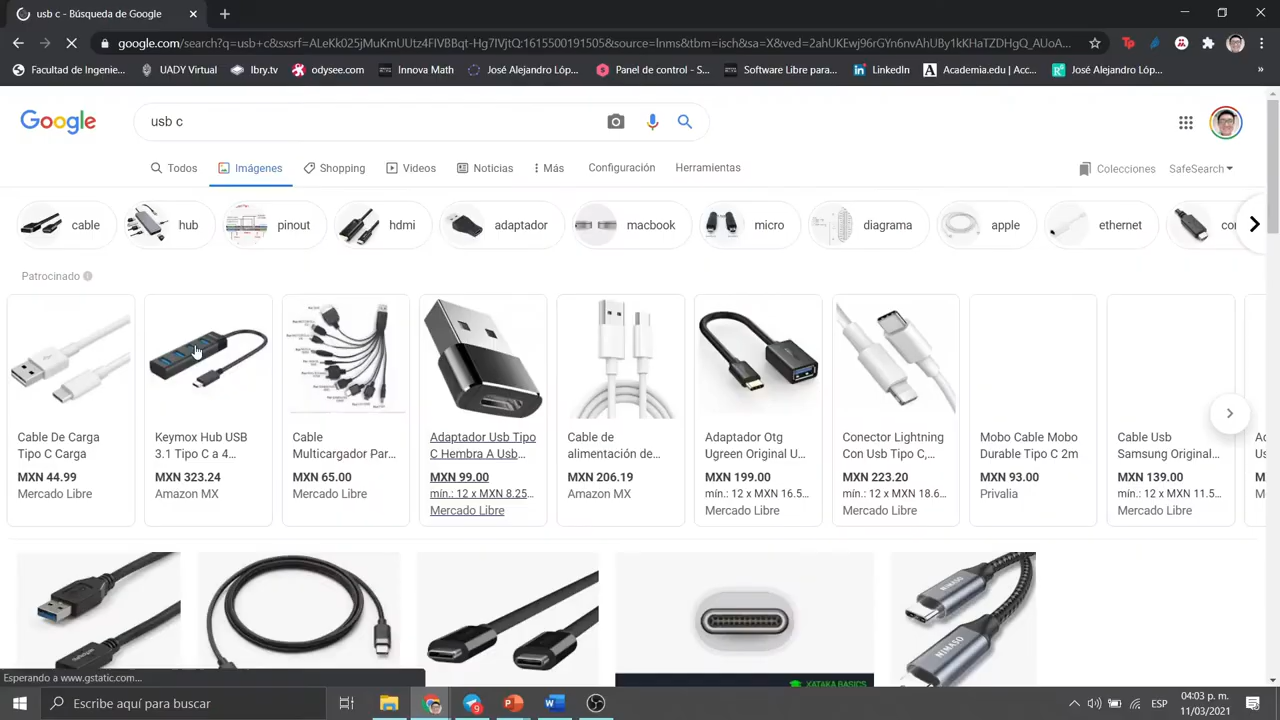 usb c - Búsqueda de Google
google.com/search?q=usb+c&sxsrf=ALeKk025jMuKmUUtz4FIVBBqt-Hg7IVjtQ:1615500191505&source=lnms&tbm=isch&sa=X&ved=2ahUKEwj96rGYn6nvAhUBy1kKHaTZDHgQ_AUoA...
Facultad de Ingenie...
UADY Virtual
lbry.tv
odysee.com
Innova Math
José Alejandro Lóp...
Panel de control - S...
Software Libre para...
LinkedIn
Academia.edu | Acc...
José Alejandro Lóp...
»
Google
usb c
Todos
Imágenes
Shopping
Videos
Noticias
Más
Configuración
Herramientas
Colecciones
SafeSearch
cable
hub
pinout
hdmi
adaptador
macbook
micro
diagrama
apple
ethernet
Patrocinado
Cable De Carga
Tipo C Carga
MXN 44.99
Mercado Libre
Keymox Hub USB
3.1 Tipo C a 4...
MXN 323.24
Amazon MX
Cable
Multicargador Par...
MXN 65.00
Mercado Libre
Adaptador Usb Tipo
C Hembra A Usb...
MXN 99.00
mín.: 12 x MXN 8.25...
Mercado Libre
Cable de
alimentación de...
MXN 206.19
Amazon MX
Adaptador Otg
Ugreen Original U...
MXN 199.00
mín.: 12 x MXN 16.5...
Mercado Libre
Conector Lightning
Con Usb Tipo C,...
MXN 223.20
mín.: 12 x MXN 18.6...
Mercado Libre
Mobo Cable Mobo
Durable Tipo C 2m
MXN 93.00
Privalia
Cable Usb
Samsung Original...
MXN 139.00
mín.: 12 x MXN 11.5...
Mercado Libre
NIMASO
NIMASO
XATAKA BASICS
Esperando a www.gstatic.com...
Escribe aquí para buscar
ESP
04:03 p. m.
11/03/2021